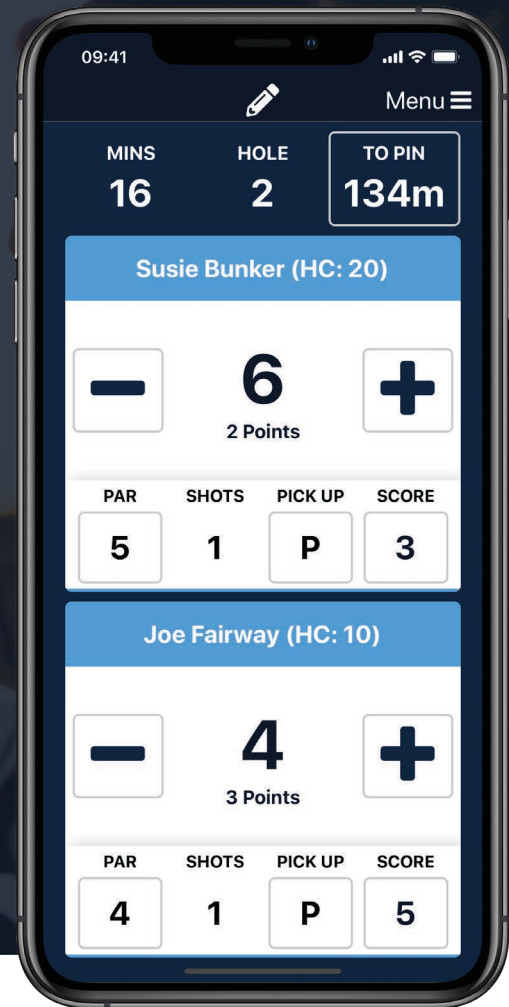 09:41
Menu
MINS HOLE TO PIN
16 2 134m
Susie Bunker (HC: 20)
6
2 Points
PAR SHOTS PICK UP SCORE
5 1 P 3
Joe Fairway (HC: 10)
4
3 Points
PAR SHOTS PICK UP SCORE
4 1 P 5